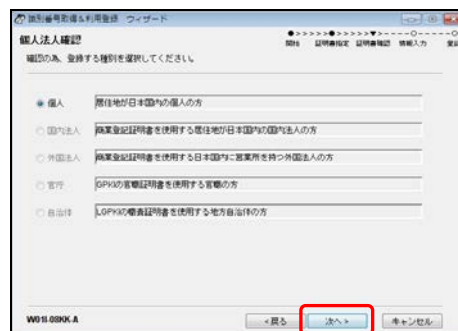 識別番号取得&利用登録 ウィザード
個人法人確認
確認の為、登録する種別を選択してください。
開始 証明書指定 証明書確認 情報入力
個人 居住地が日本国内の個人の方
国内法人 商業登記証明書を使用する居住地が日本国内の国内法人の方
外国法人 商業登記証明書を使用する日本国内に営業所を持つ外国法人の方
官庁 GPKIの官職証明書を使用する官職の方
自治体 LGPKIの職責証明書を使用する地方自治体の方
W01I-08KK-A
<戻る 次へ> キャンセル